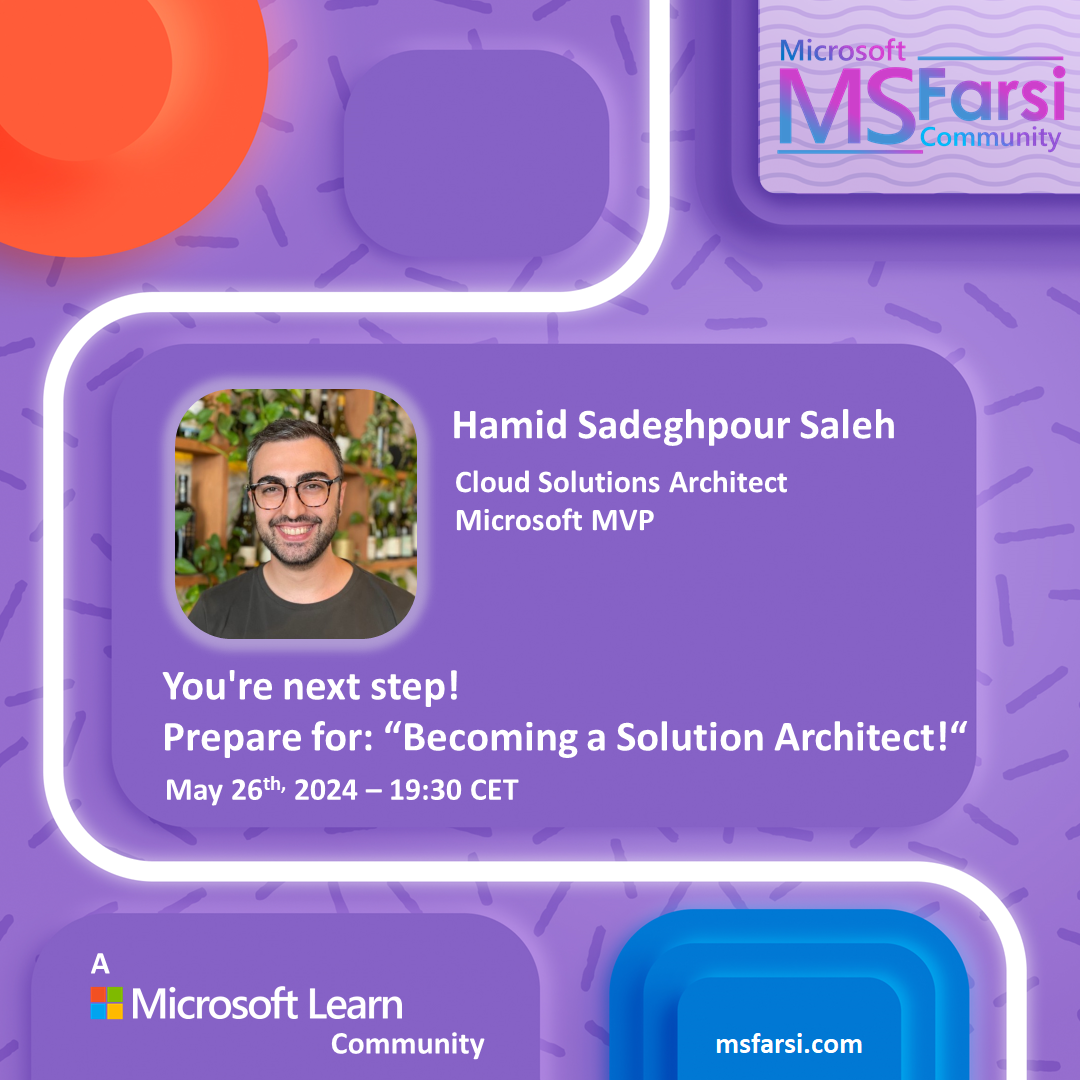 Microsoft
MSFarsi
Community
Hamid Sadeghpour Saleh
Cloud Solutions Architect
Microsoft MVP
You're next step!
Prepare for: “Becoming a Solution Architect!“
May 26th, 2024 – 19:30 CET
A
Microsoft Learn
Community
msfarsi.com